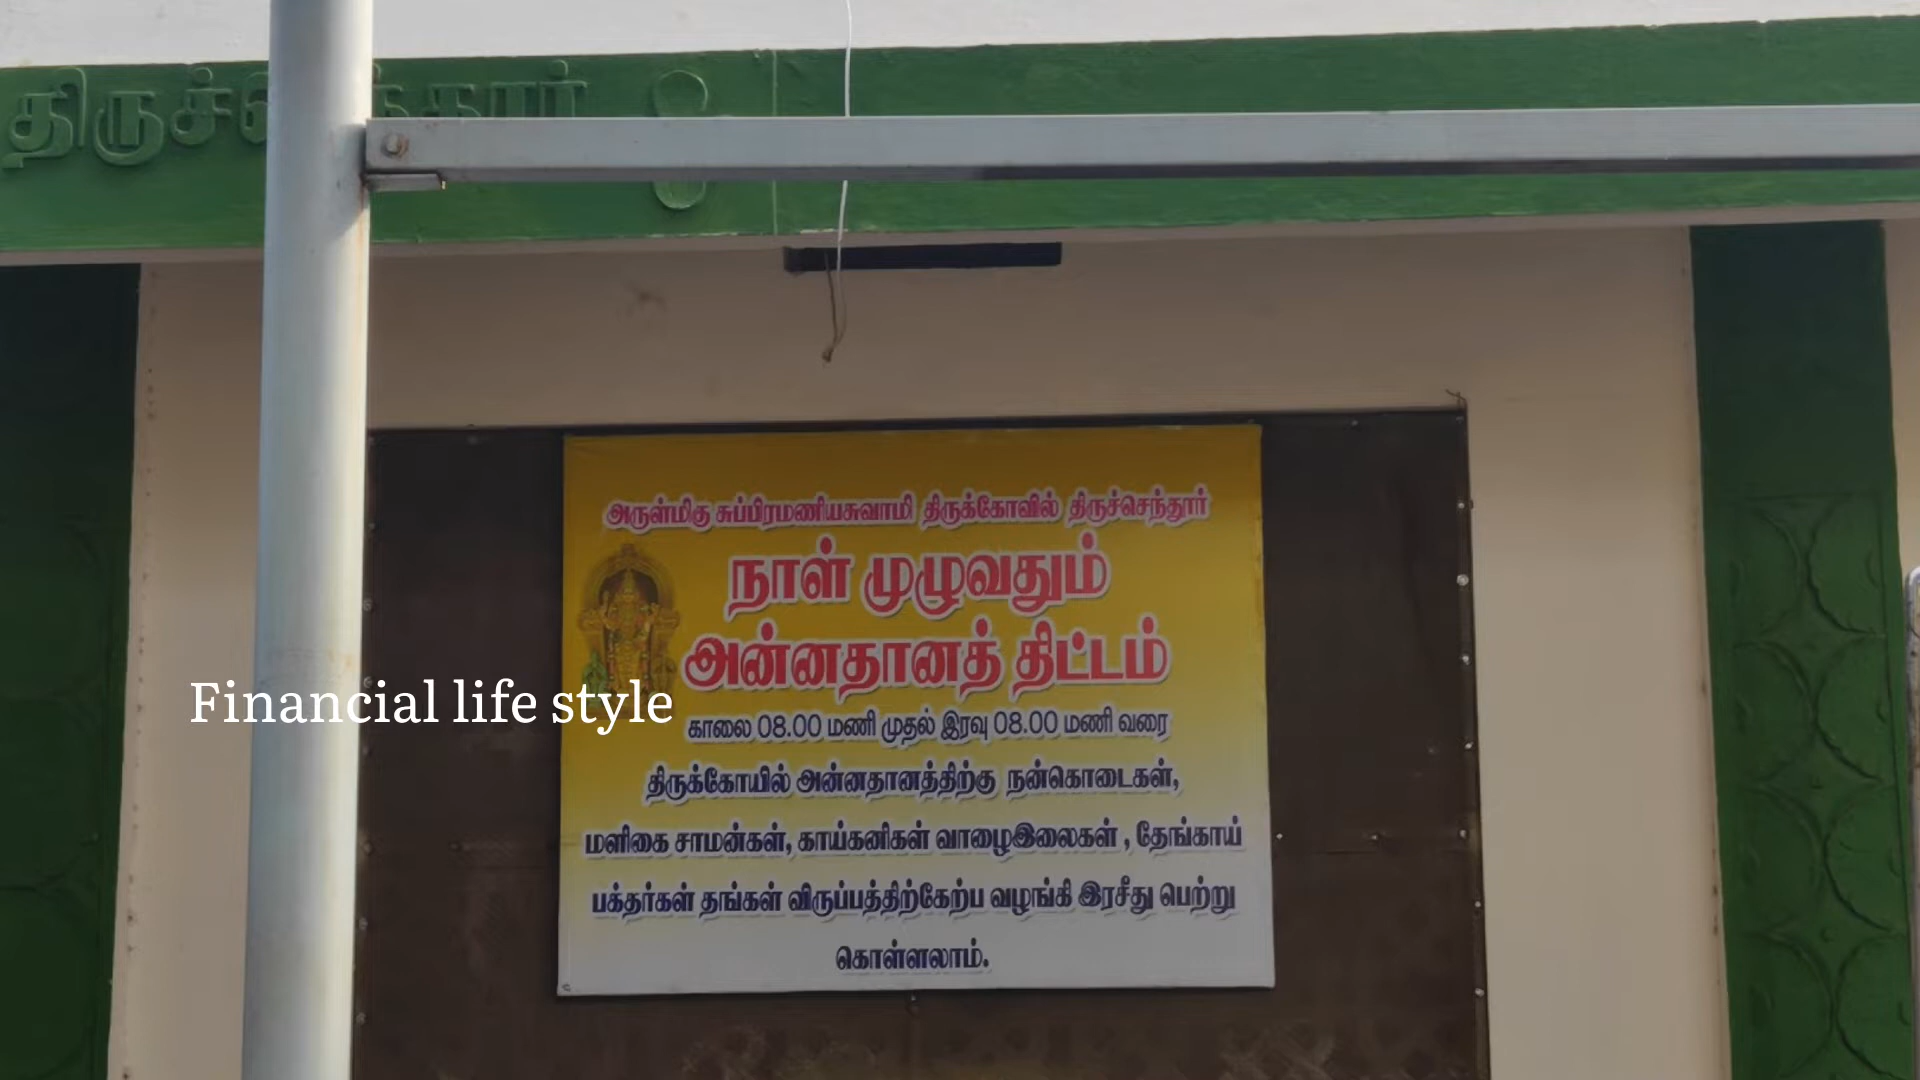 அருள்மிகு சுப்பிரமணியசுவாமி திருக்கோவில் திருச்செந்தூர்
நாள் முழுவதும்
அன்னதானத் திட்டம்
Financial life style
காலை 08.00 மணி முதல் இரவு 08.00 மணி வரை
திருக்கோயில் அன்னதானத்திற்கு நன்கொடைகள்,
மளிகை சாமன்கள், காய்கனிகள் வாழைஇலைகள் , தேங்காய்
பக்தர்கள் தங்கள் விருப்பத்திற்கேற்ப வழங்கி இரசீது பெற்று
கொள்ளலாம்.